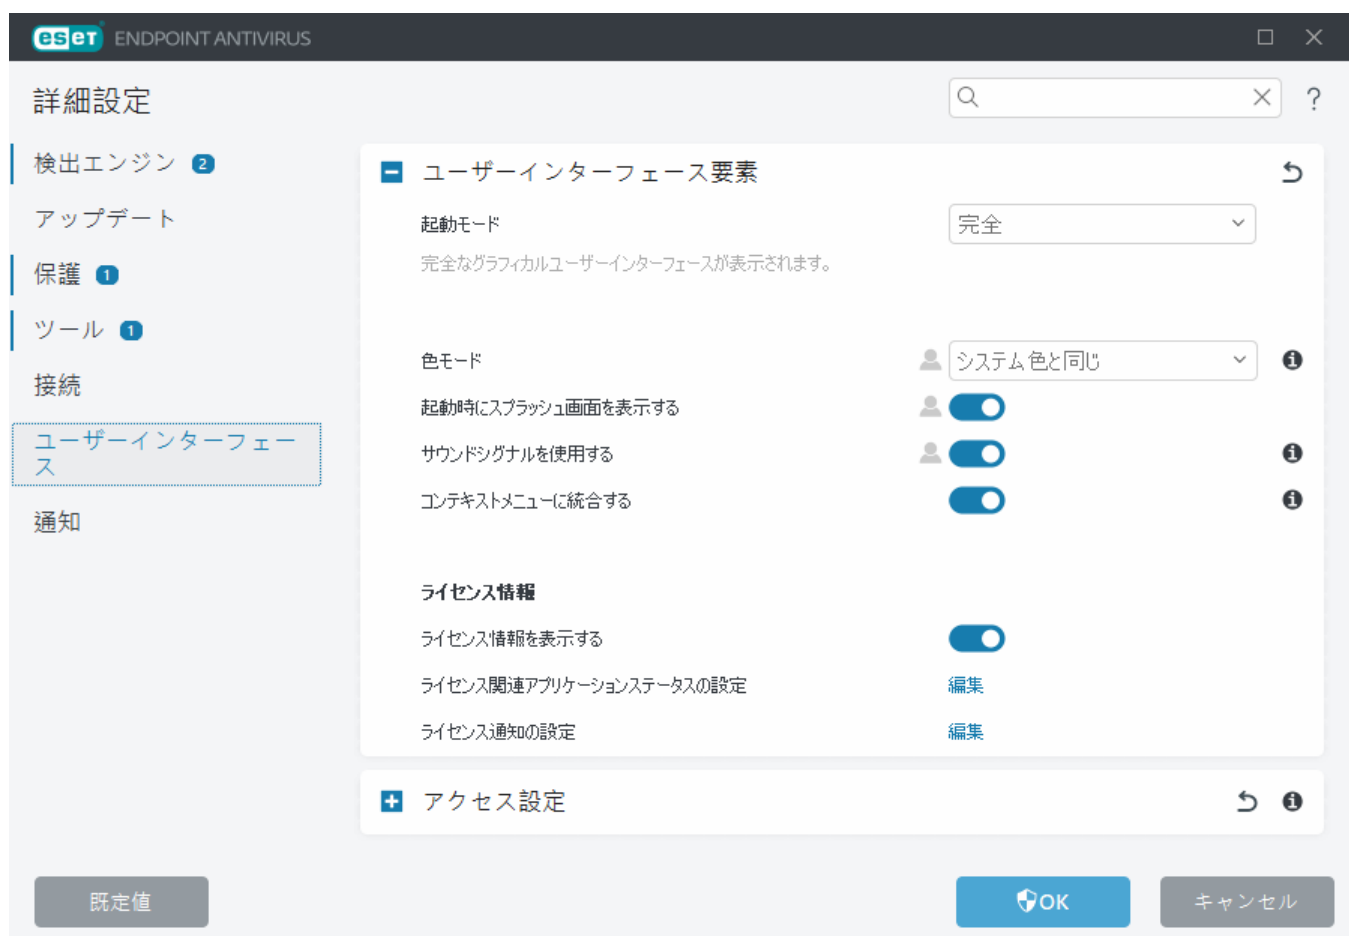 eset ENDPOINT ANTIVIRUS
詳細設定
?
検出エンジン 2
アップデート
保護 1
ツール 1
接続
ユーザーインターフェー
ス
通知
ユーザーインターフェース要素
起動モード 完全
完全なグラフィカルユーザーインターフェースが表示されます。
色モード システム色と同じ
起動時にスプラッシュ画面を表示する
サウンドシグナルを使用する
コンテキストメニューに統合する
ライセンス情報
ライセンス情報を表示する
ライセンス関連アプリケーションステータスの設定 編集
ライセンス通知の設定 編集
アクセス設定
既定値 OK キャンセル